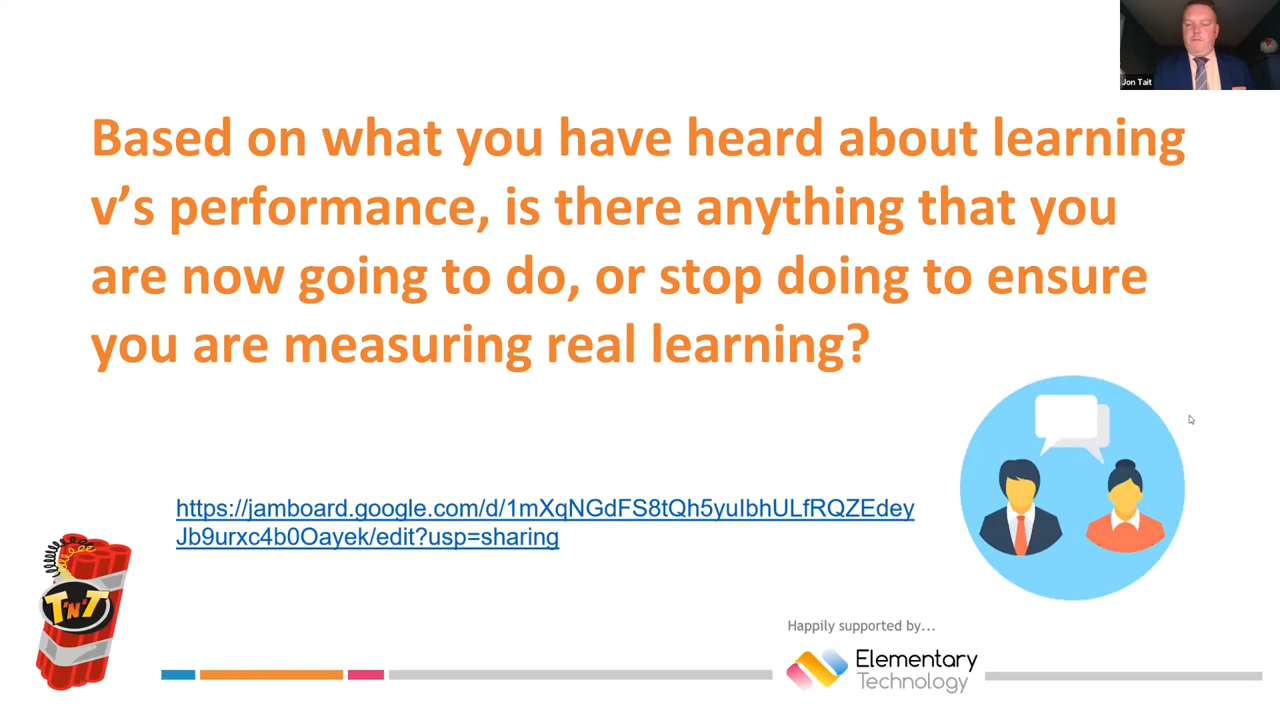 Jon Tait
Based on what you have heard about learning
v’s performance, is there anything that you
are now going to do, or stop doing to ensure
you are measuring real learning?
https://jamboard.google.com/d/1mXqNGdFS8tQh5yuIbhULfRQZEdey
Jb9urxc4b0Oayek/edit?usp=sharing
T'N'T
Happily supported by...
Elementary
Technology